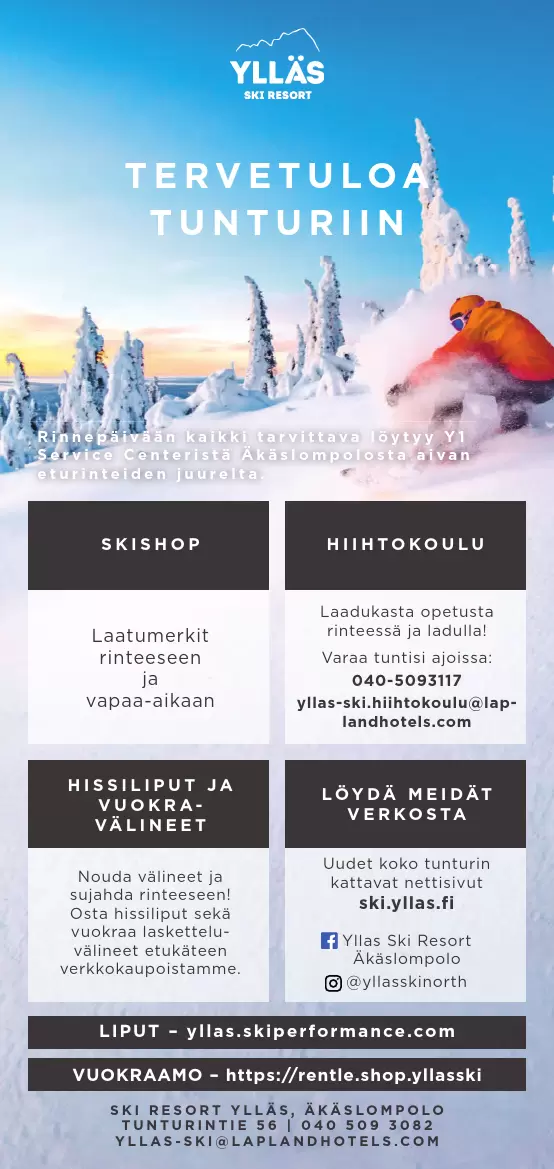 YLLÄS
SKI RESORT
TERVETULOA
TUNTURIIN
Rinnepäivään kaikki tarvittava löytyy Y1
Service Centeristä Äkäslompolosta aivan
eturinteiden juurelta.
SKISHOP
Laatumerkit
rinteeseen
ja
vapaa-aikaan
HIIHTOKOULU
Laadukasta opetusta
rinteessä ja ladulla!
Varaa tuntisi ajoissa:
040-5093117
yllas-ski.hiihtokoulu@lap-
landhotels.com
HISSILIPUT JA
VUOKRA-
VÄLINEET
Nouda välineet ja
sujahda rinteeseen!
Osta hissiliput sekä
vuokraa laskettelu-
välineet etukäteen
verkkokaupoistamme.
LÖYDÄ MEIDÄT
VERKOSTA
Uudet koko tunturin
kattavat nettisivut
ski.yllas.fi
Yllas Ski Resort
Äkäslompolo
@yllasskinorth
LIPUT – yllas.skiperformance.com
VUOKRAAMO – https://rentle.shop.yllasski
SKI RESORT YLLÄS, ÄKÄSLOMPOLO
TUNTURINTIE 56 | 040 509 3082
YLLAS-SKI@LAPLANDHOTELS.COM